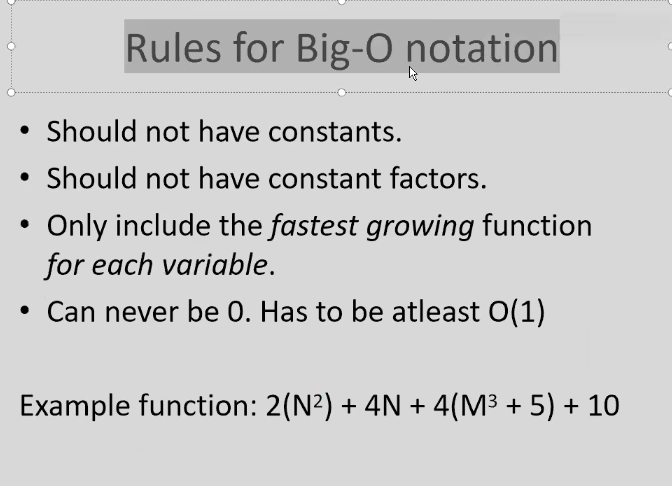 Rules for Big-O notation
• Should not have constants.
• Should not have constant factors.
• Only include the fastest growing function
for each variable.
• Can never be 0. Has to be atleast O(1)
Example function: 2(N²) + 4N + 4(M³ + 5) + 10